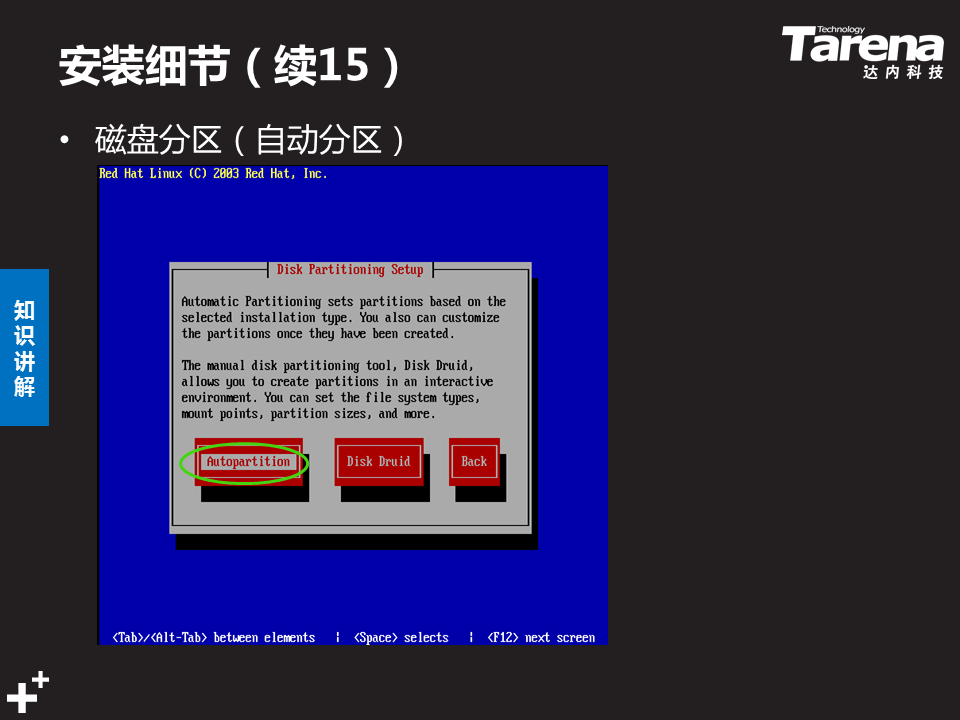 安装细节（续15）
Technology
Tarena
达内科技
• 磁盘分区（自动分区）
Red Hat Linux (C) 2003 Red Hat, Inc.
Disk Partitioning Setup
Automatic Partitioning sets partitions based on the
selected installation type. You also can customize
the partitions once they have been created.
The manual disk partitioning tool, Disk Druid,
allows you to create partitions in an interactive
environment. You can set the file system types,
mount points, partition sizes, and more.
Autopartition Disk Druid Back
<Tab>/<Alt-Tab> between elements | <Space> selects | <F12> next screen
知识讲解